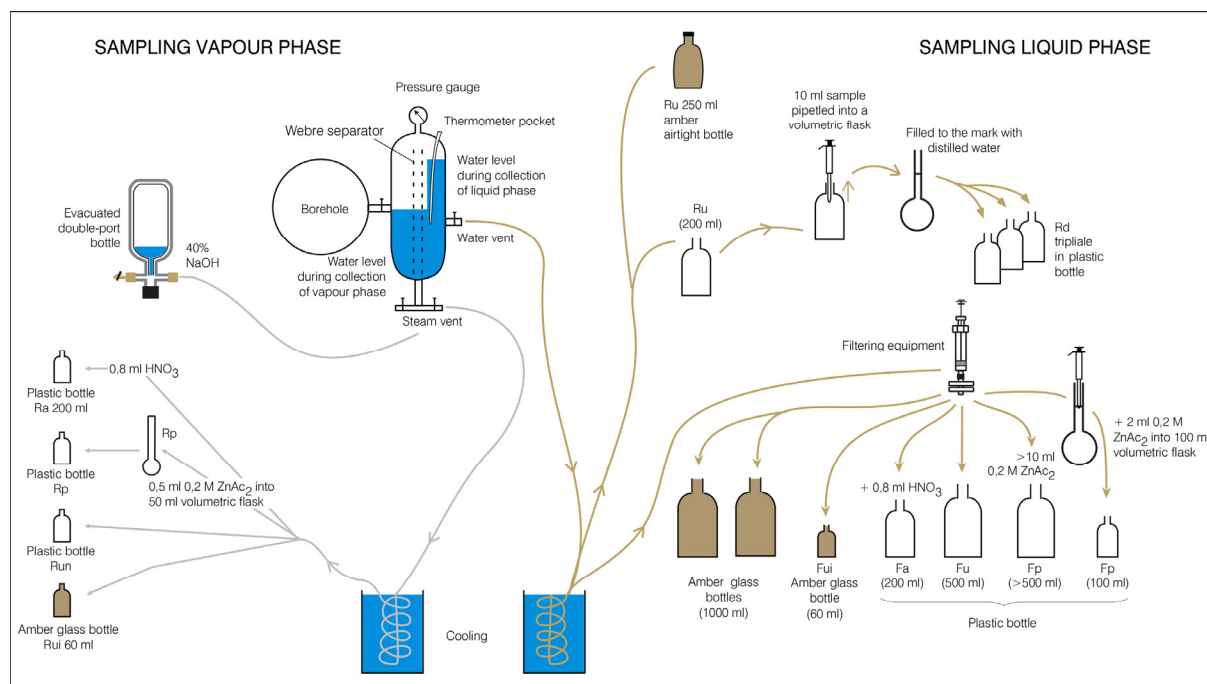 SAMPLING VAPOUR PHASE
SAMPLING LIQUID PHASE
Pressure gauge
Thermometer pocket
Webre separator
Water level
during collection
of liquid phase
Borehole
Water vent
Water level
during collection
of vapour phase
Steam vent
Evacuated
double-port
bottle
40%
NaOH
0,8 ml HNO₃
Plastic bottle
Ra 200 ml
Rp
Plastic bottle
Rp
0,5 ml 0,2 M ZnAc₂ into
50 ml volumetric flask
Plastic bottle
Run
Amber glass bottle
Rui 60 ml
Cooling
Ru 250 ml
amber
airtight bottle
10 ml sample
pipetled into a
volumetric flask
Filled to the mark with
distilled water
Ru
(200 ml)
Rd
tripliale
in plastic
bottle
Filtering equipment
+ 2 ml 0,2 M
ZnAc₂ into 100 m
volumetric flask
>10 ml
0,2 M ZnAc₂
+ 0,8 ml HNO₃
Amber glass
bottles
(1000 ml)
Fui
Amber glass
bottle
(60 ml)
Fa
(200 ml)
Fu
(500 ml)
Fp
(>500 ml)
Fp
(100 ml)
Plastic bottle